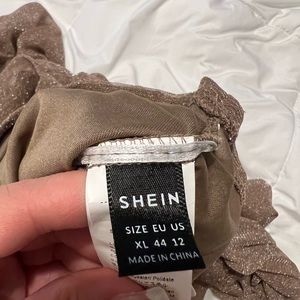 SHEIN
SIZE EU US
XL 44 12
MADE IN CHINA